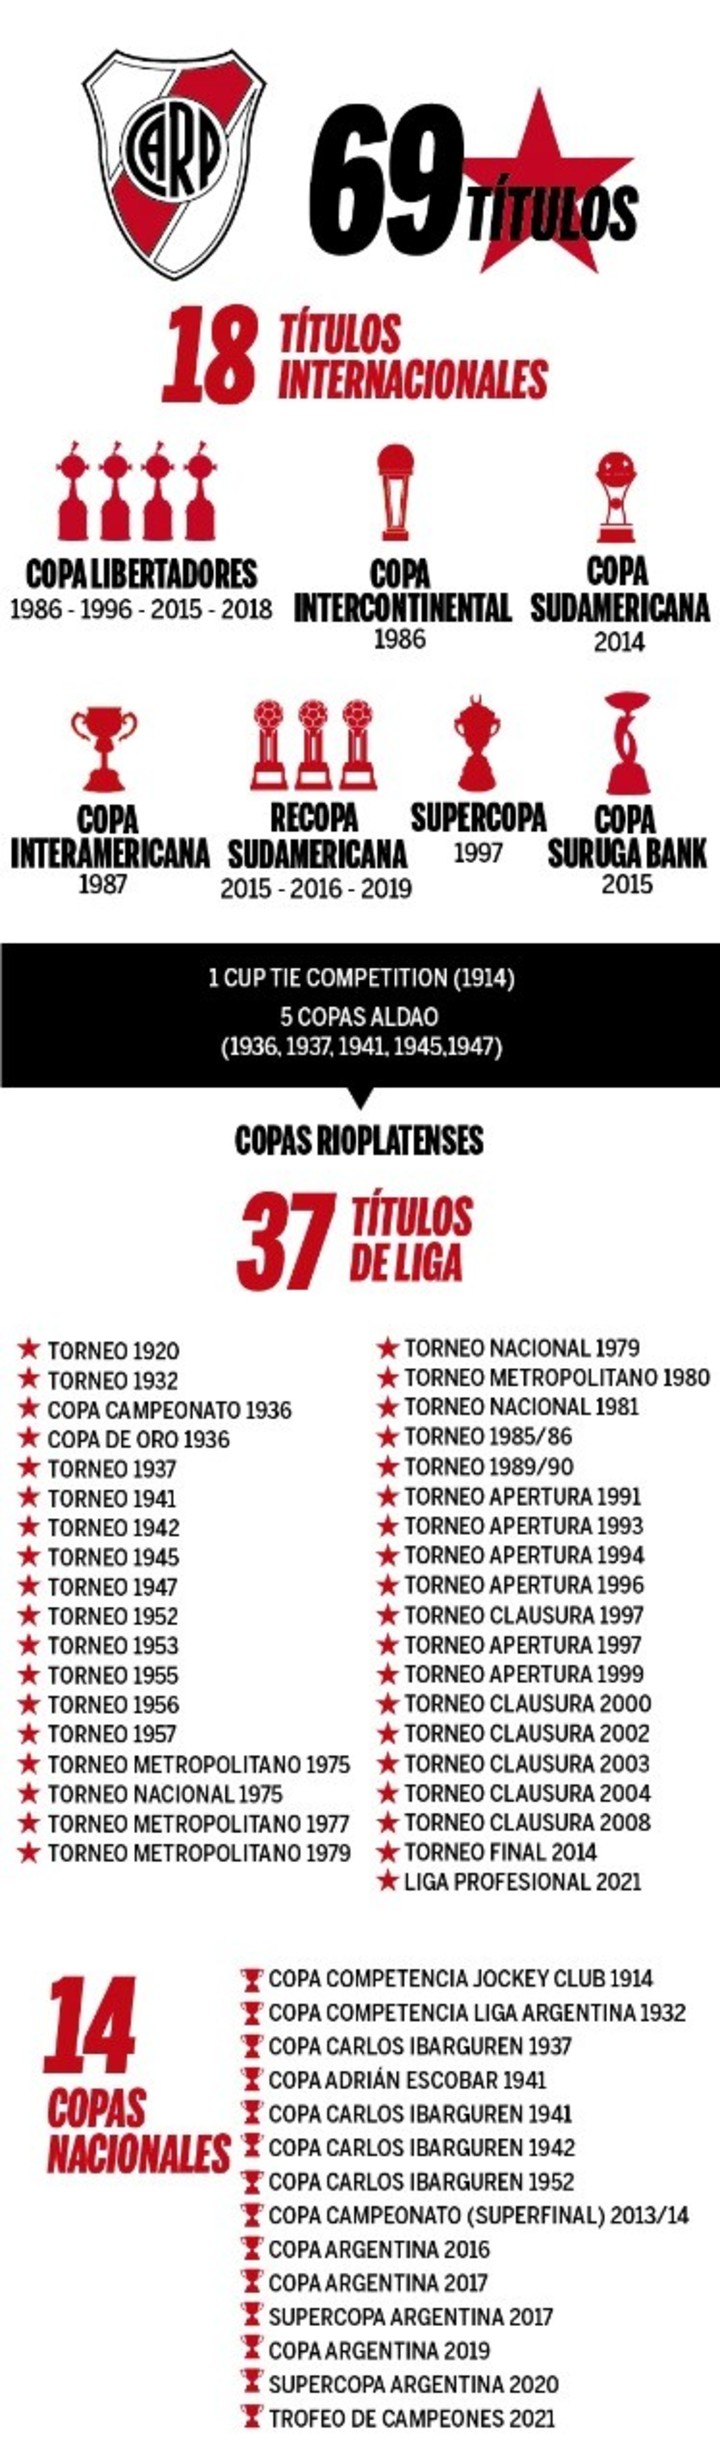 CARP
69 TÍTULOS
18 TÍTULOS
INTERNACIONALES
COPA LIBERTADORES
1986 - 1996 - 2015 - 2018
COPA
INTERCONTINENTAL
1986
COPA
SUDAMERICANA
2014
COPA
INTERAMERICANA
1987
RECOPA
SUDAMERICANA
2015 - 2016 - 2019
SUPERCOPA
1997
COPA
SURUGA BANK
2015
1 CUP TIE COMPETITION (1914)
5 COPAS ALDAO
(1936, 1937, 1941, 1945,1947)
COPAS RIOPLATENSES
37 TÍTULOS
DE LIGA
TORNEO 1920
TORNEO 1932
COPA CAMPEONATO 1936
COPA DE ORO 1936
TORNEO 1937
TORNEO 1941
TORNEO 1942
TORNEO 1945
TORNEO 1947
TORNEO 1952
TORNEO 1953
TORNEO 1955
TORNEO 1956
TORNEO 1957
TORNEO METROPOLITANO 1975
TORNEO NACIONAL 1975
TORNEO METROPOLITANO 1977
TORNEO METROPOLITANO 1979
TORNEO NACIONAL 1979
TORNEO METROPOLITANO 1980
TORNEO NACIONAL 1981
TORNEO 1985/86
TORNEO 1989/90
TORNEO APERTURA 1991
TORNEO APERTURA 1993
TORNEO APERTURA 1994
TORNEO APERTURA 1996
TORNEO CLAUSURA 1997
TORNEO APERTURA 1997
TORNEO APERTURA 1999
TORNEO CLAUSURA 2000
TORNEO CLAUSURA 2002
TORNEO CLAUSURA 2003
TORNEO CLAUSURA 2004
TORNEO CLAUSURA 2008
TORNEO FINAL 2014
LIGA PROFESIONAL 2021
14
COPAS
NACIONALES
COPA COMPETENCIA JOCKEY CLUB 1914
COPA COMPETENCIA LIGA ARGENTINA 1932
COPA CARLOS IBARGUREN 1937
COPA ADRIÁN ESCOBAR 1941
COPA CARLOS IBARGUREN 1941
COPA CARLOS IBARGUREN 1942
COPA CARLOS IBARGUREN 1952
COPA CAMPEONATO (SUPERFINAL) 2013/14
COPA ARGENTINA 2016
COPA ARGENTINA 2017
SUPERCOPA ARGENTINA 2017
COPA ARGENTINA 2019
SUPERCOPA ARGENTINA 2020
TROFEO DE CAMPEONES 2021